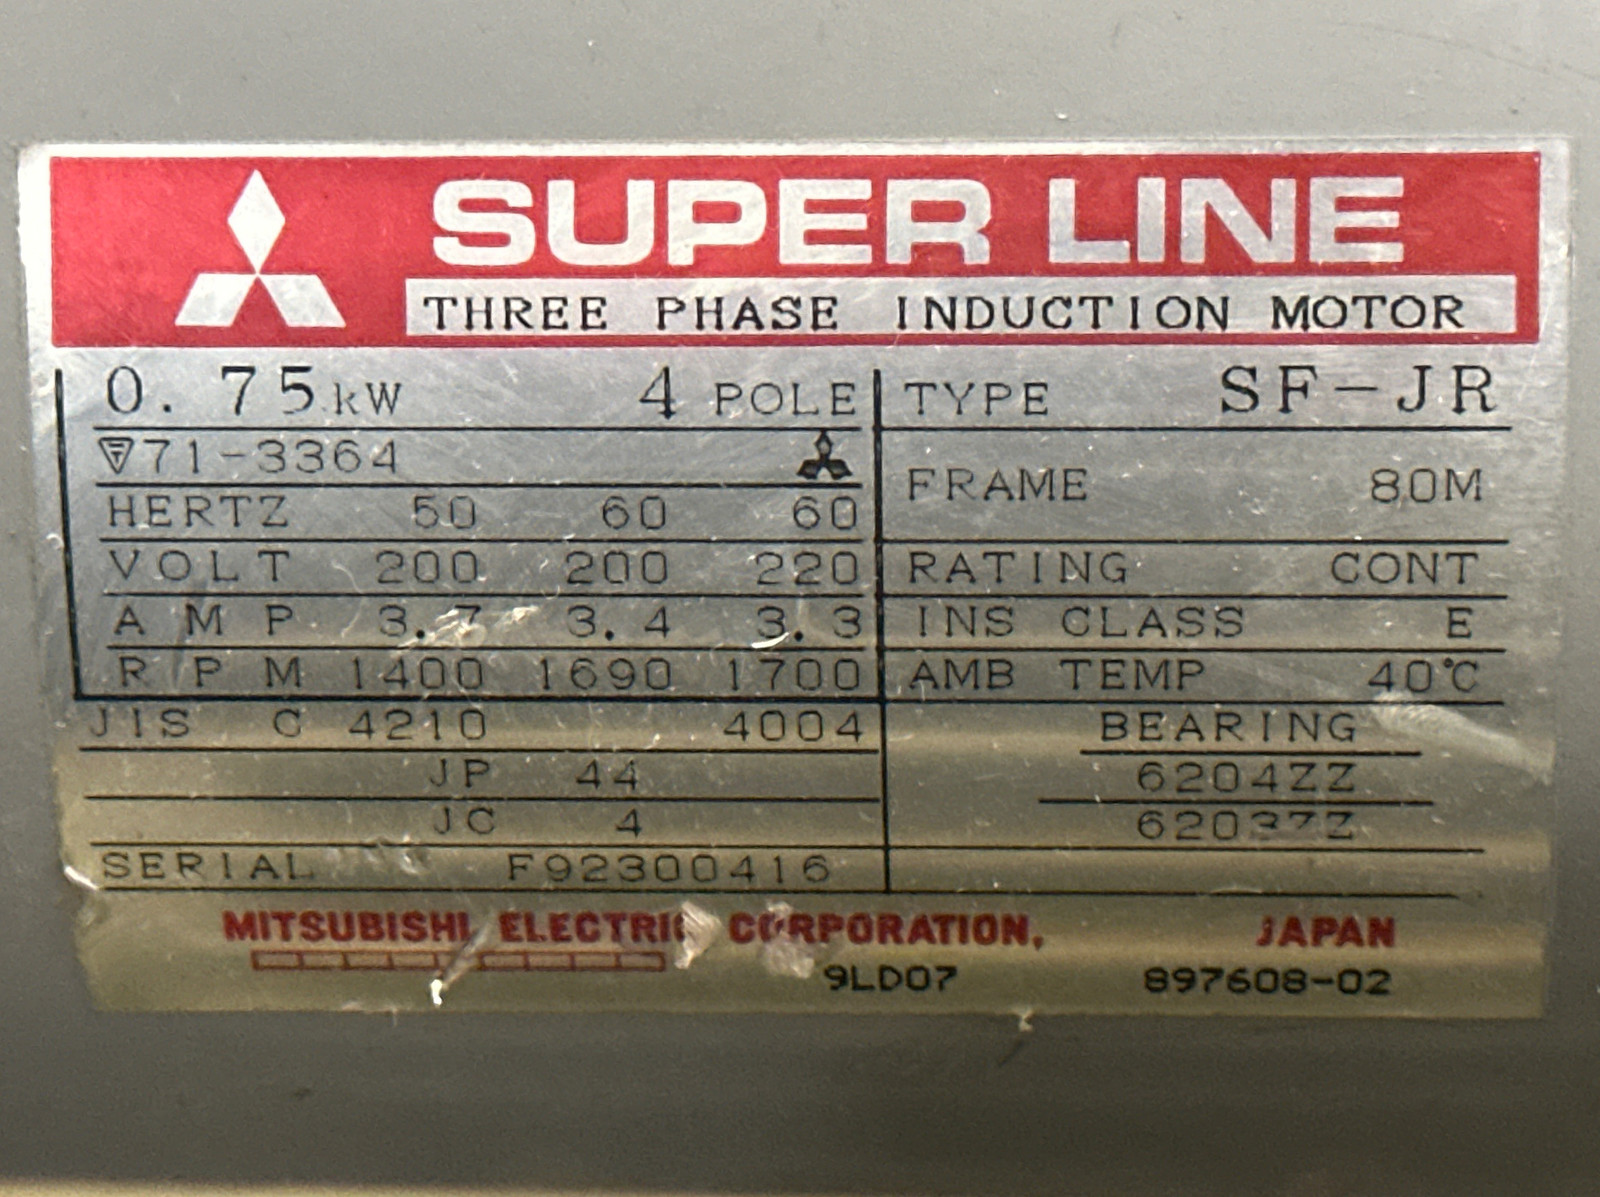 SUPER LINE
THREE PHASE INDUCTION MOTOR
0.75kW 4 POLE
71-3364
HERTZ 50 60 60
VOLT 200 200 220
AMP 3.7 3.4 3.3
RPM 1400 1690 1700
JIS C 4210 4004
JP 44
JC 4
SERIAL F92300416
TYPE SF-JR
FRAME 80M
RATING CONT
INS CLASS E
AMB TEMP 40℃
BEARING
6204ZZ
6203ZZ
MITSUBISHI ELECTRIC CORPORATION, JAPAN
9LD07 897608-02